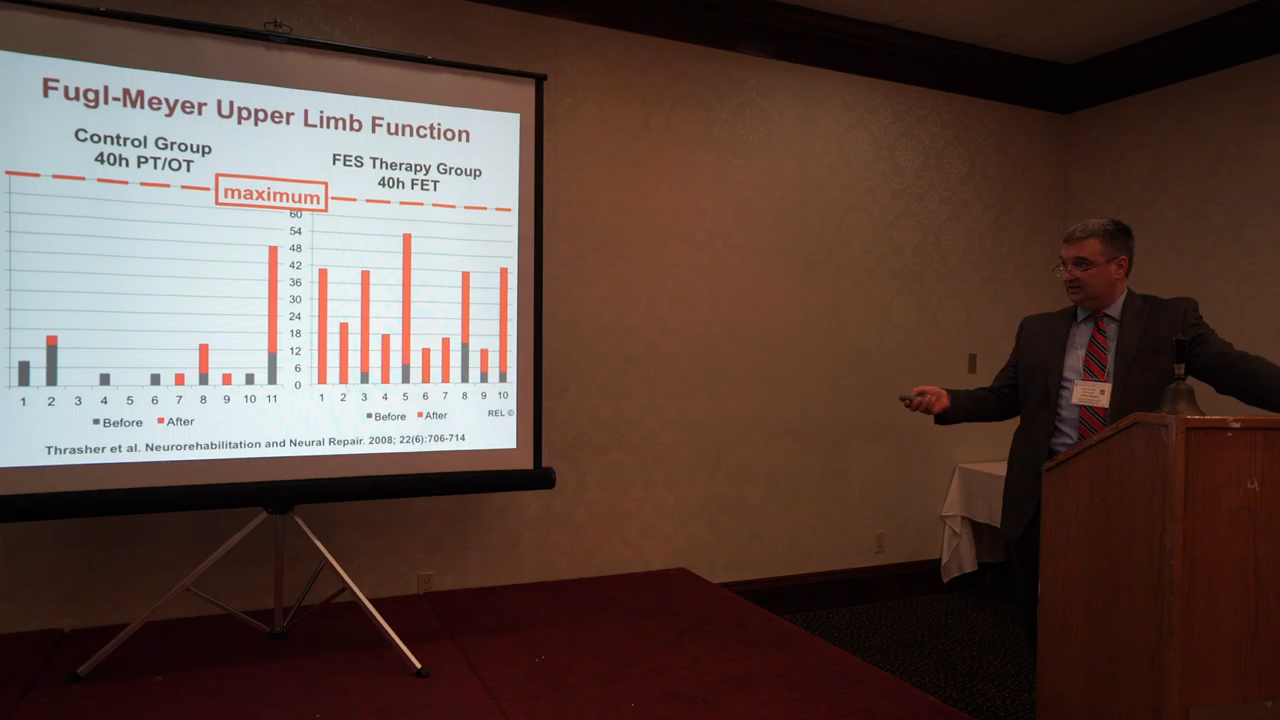 Fugl-Meyer Upper Limb Function
Control Group
40h PT/OT
FES Therapy Group
40h FET
maximum
60
54
48
42
36
30
24
18
12
6
0
1 2 3 4 5 6 7 8 9 10 11
1 2 3 4 5 6 7 8 9 10
Before After
Before After
REL ©
Thrasher et al. Neurorehabilitation and Neural Repair. 2008; 22(6):706-714